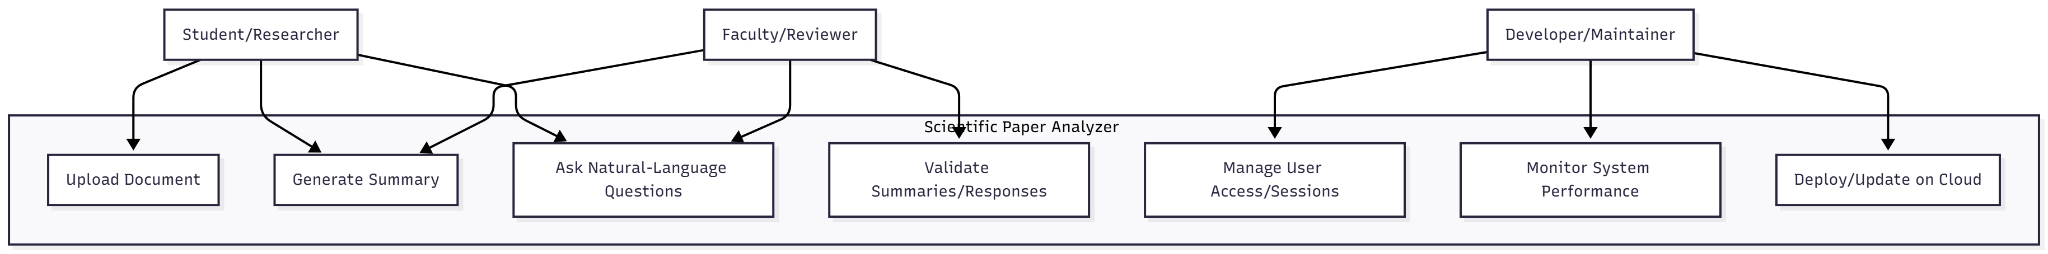 Student/Researcher
Faculty/Reviewer
Developer/Maintainer
Scientific Paper Analyzer
Upload Document
Generate Summary
Ask Natural-Language
Questions
Validate
Summaries/Responses
Manage User
Access/Sessions
Monitor System
Performance
Deploy/Update on Cloud